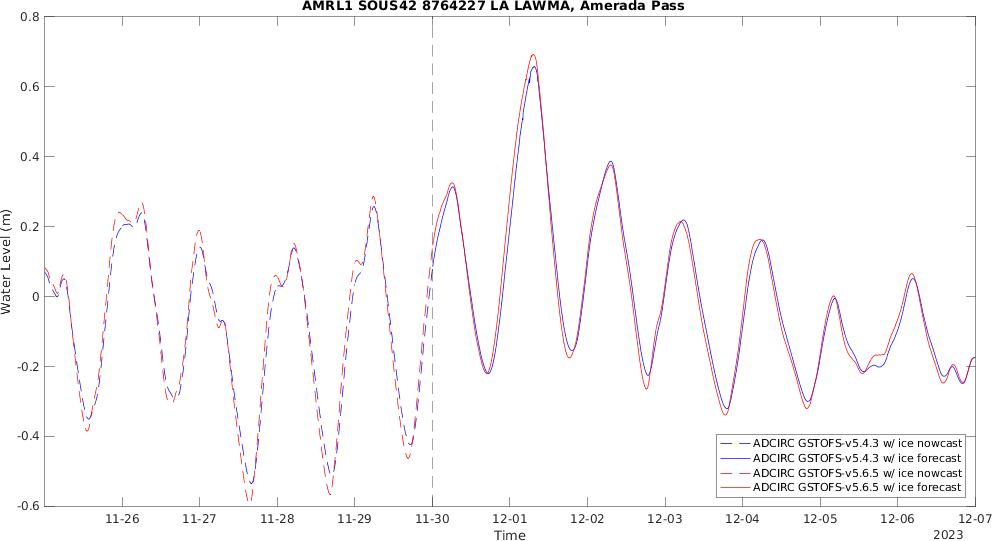 AMRL1 SOUS42 8764227 LA LAWMA, Amerada Pass
0.8
0.6
0.4
0.2
0
-0.2
-0.4
-0.6
Water Level (m)
ADCIRC GSTOFS-v5.4.3 w/ ice nowcast
ADCIRC GSTOFS-v5.4.3 w/ ice forecast
ADCIRC GSTOFS-v5.6.5 w/ ice nowcast
ADCIRC GSTOFS-v5.6.5 w/ ice forecast
11-26 11-27 11-28 11-29 11-30 12-01 12-02 12-03 12-04 12-05 12-06 12-07
Time
2023